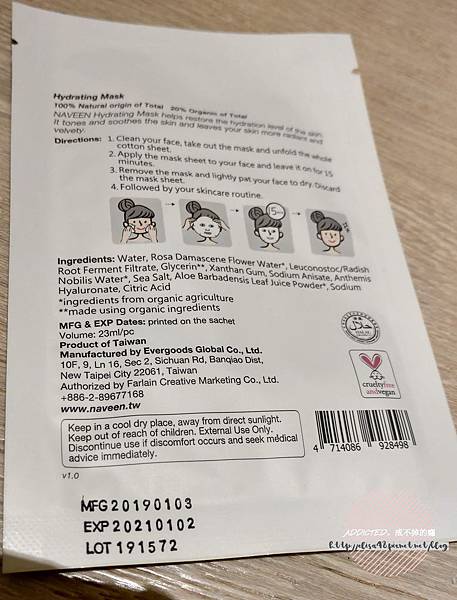 Hydrating Mask
100% Natural origin of Total 20% Organic of Total
NAVEEN Hydrating Mask helps restore the hydration level of the skin.
It tones and soothes the skin and leaves your skin more radiant and
velvety.
Directions: 1. Clean your face, take out the mask and unfold the whole
cotton sheet.
2. Apply the mask sheet to your face and leave it on for 15
minutes.
3. Remove the mask and lightly pat your face to dry. Discard
the mask sheet.
4. Followed by your skincare routine.
15
Ingredients: Water, Rosa Damascene Flower Water*, Leuconostoc/Radish
Root Ferment Filtrate, Glycerin**, Xanthan Gum, Sodium Anisate, Anthemis
Nobilis Water*, Sea Salt, Aloe Barbadensis Leaf Juice Powder*, Sodium
Hyaluronate, Citric Acid
*ingredients from organic agriculture
**made using organic ingredients
MFG & EXP Dates: printed on the sachet
Volume: 23ml/pc
Product of Taiwan
Manufactured by Evergoods Global Co., Ltd.
10F, 9, Ln 16, Sec 2, Sichuan Rd, Banqiao Dist,
New Taipei City 22061, Taiwan
Authorized by Farlain Creative Marketing Co., Ltd.
+886-2-89677168
www.naveen.tw
crueltyfree
andvegan
Keep in a cool dry place, away from direct sunlight.
Keep out of reach of children. External Use Only.
Discontinue use if discomfort occurs and seek médical
advice immediately.
4 714086 928498
v1.0
MFG 20190103
EXP 20210102
LOT 191572
ADDICTED。戒不掉的癮